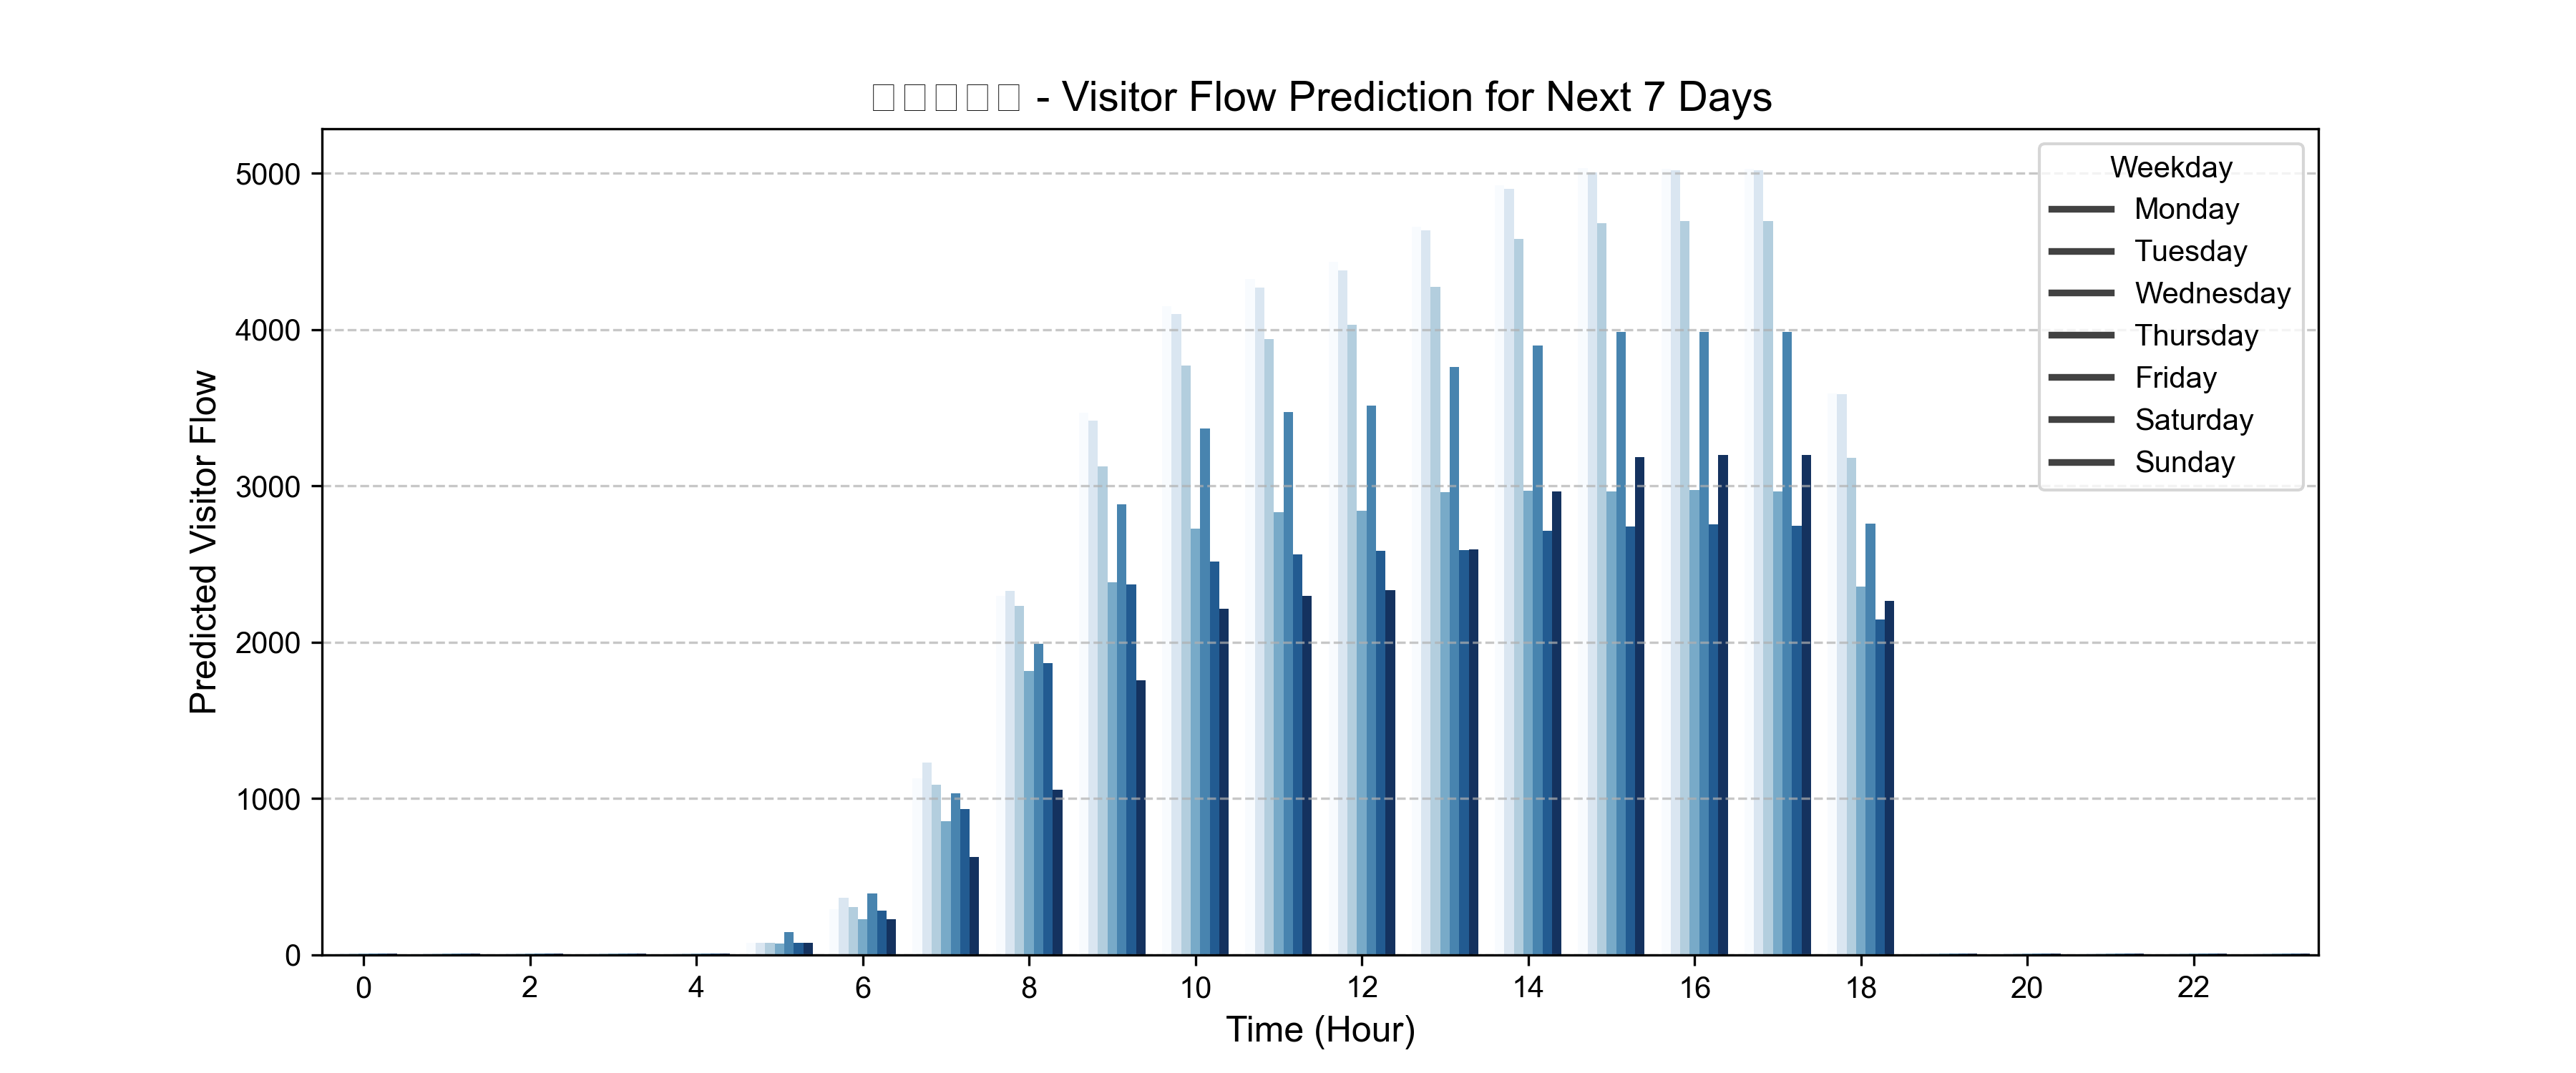 - Visitor Flow Prediction for Next 7 Days
Predicted Visitor Flow
5000
4000
3000
2000
1000
0
0 2 4 6 8 10 12 14 16 18 20 22
Time (Hour)
Weekday
Monday
Tuesday
Wednesday
Thursday
Friday
Saturday
Sunday